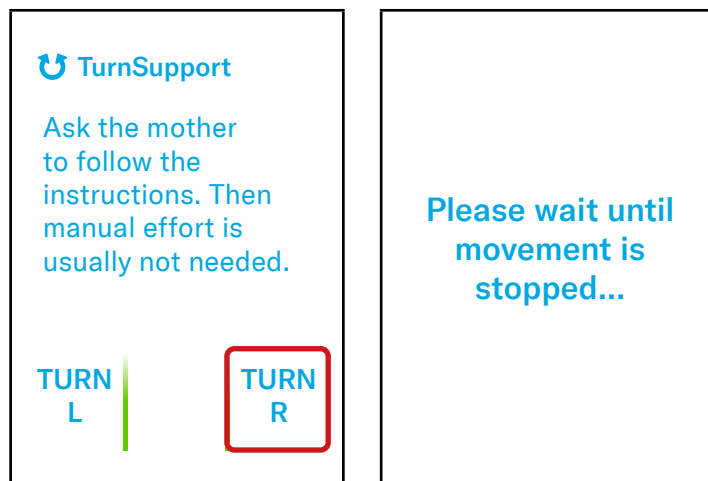 TurnSupport
Ask the mother
to follow the
instructions. Then
manual effort is
usually not needed.
TURN
L
TURN
R
Please wait until
movement is
stopped...